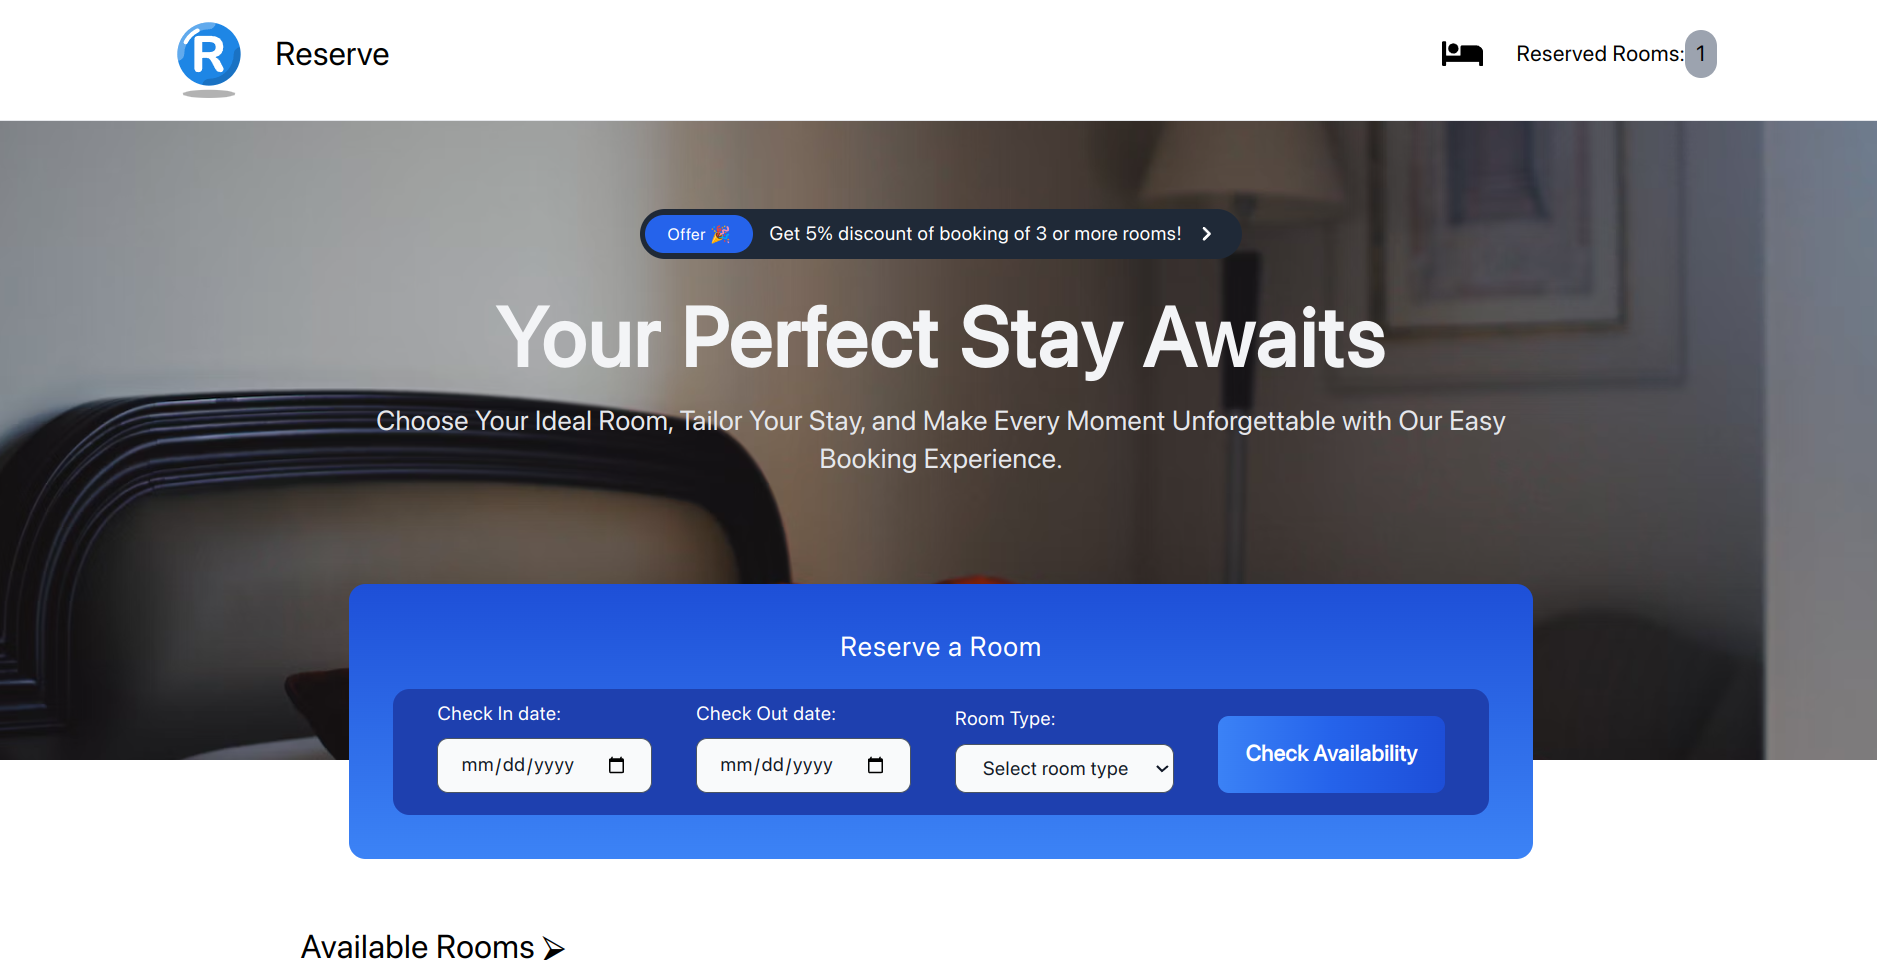 R
Reserve
Reserved Rooms: 1
Offer 🎉 Get 5% discount of booking of 3 or more rooms!
Your Perfect Stay Awaits
Choose Your Ideal Room, Tailor Your Stay, and Make Every Moment Unforgettable with Our Easy
Booking Experience.
Reserve a Room
Check In date:
mm/dd/yyyy
Check Out date:
mm/dd/yyyy
Room Type:
Select room type
Check Availability
Available Rooms ⮚